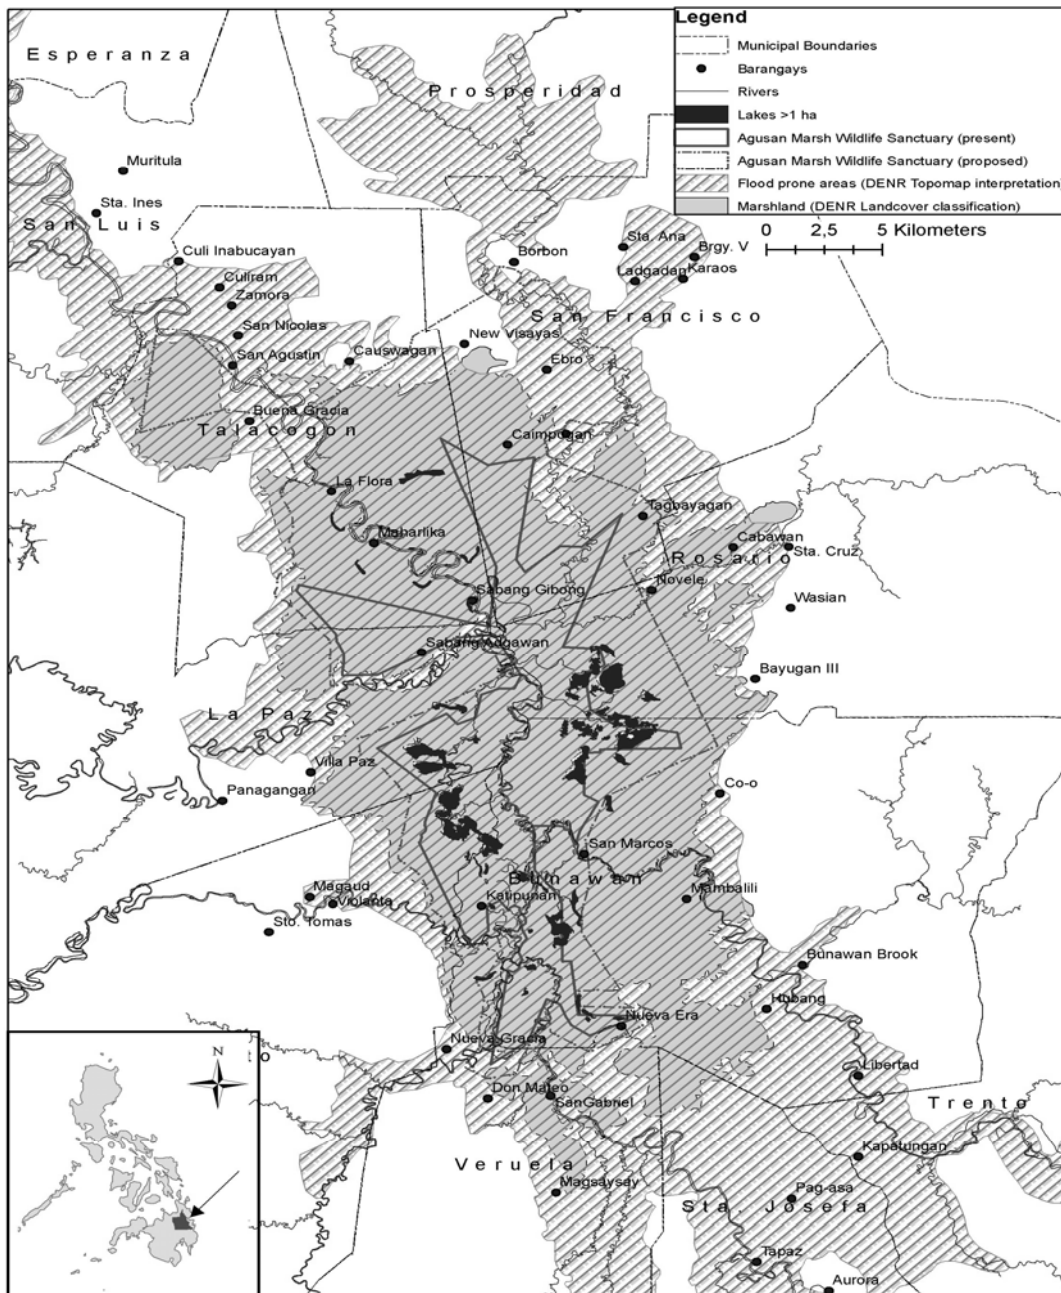 Legend
Municipal Boundaries
Barangays
Rivers
Lakes >1 ha
Agusan Marsh Wildlife Sanctuary (present)
Agusan Marsh Wildlife Sanctuary (proposed)
Flood prone areas (DENR Topomap interpretation)
Marshland (DENR Landcover classification)
0 2,5 5 Kilometers
Esperanza
Prosperidad
Muritula
Sta. Ines
San Luis
Culi Inabucayan
Borbon
Sta. Ana
Brgy. V
Ladgadan
Karaos
Culiram
Zamora
San Francisco
San Nicolas
New Visayas
San Agustin
Causwagan
Ebro
Buena Gracia
Talacogon
Caimpugan
La Flora
Tagbayagan
Maharlika
Cabawan
Sta. Cruz
Rosario
Novele
Sabang Gibong
Wasian
Sabang Adgawan
Bayugan III
La Paz
Villa Paz
Panagangan
Co-o
San Marcos
Bunawan
Magaud
Violanta
Katipunan
Mambalili
Sto. Tomas
Bunawan Brook
Hubang
Nueva Era
Nueva Gracia
N
Libertad
Don Mateo
SanGabriel
Trento
Kapatungan
Veruela
Magsaysay
Pag-asa
Sta. Josefa
Tapaz
Aurora